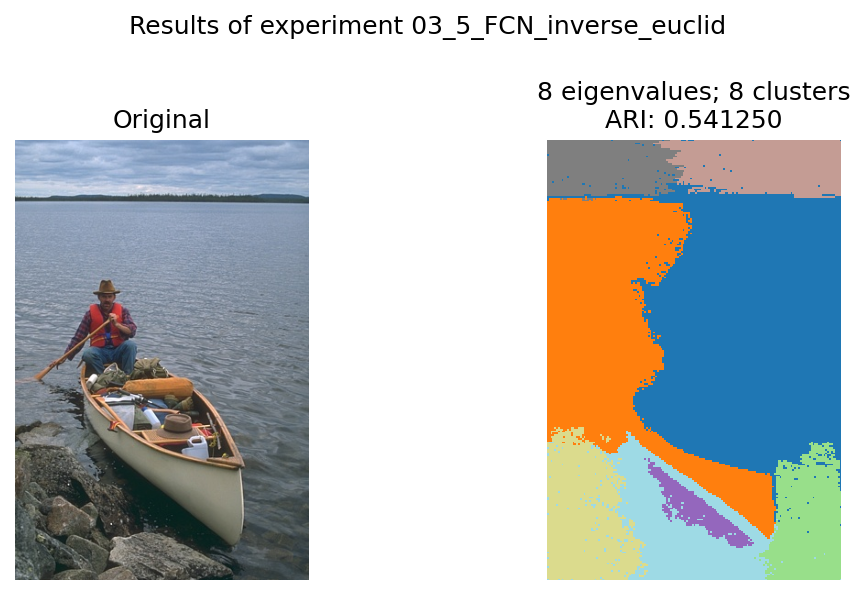 Results of experiment 03_5_FCN_inverse_euclid
Original
8 eigenvalues; 8 clusters
ARI: 0.541250